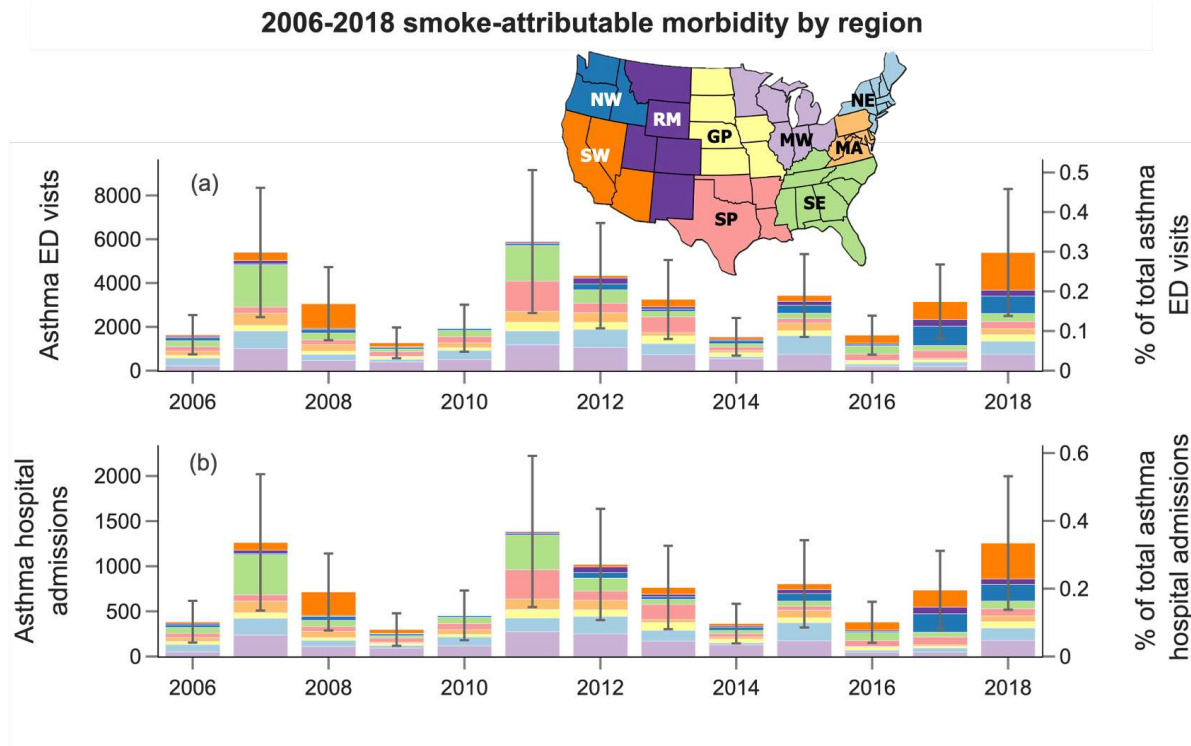 2006-2018 smoke-attributable morbidity by region
NW
RM
GP
MW
NE
MA
SW
SP
SE
(a)
Asthma ED vists
8000
6000
4000
2000
0
0.5
0.4
0.3
0.2
0.1
0
% of total asthma
ED visits
2006 2008 2010 2012 2014 2016 2018
(b)
Asthma hospital
admissions
2000
1500
1000
500
0
0.6
0.4
0.2
0
% of total asthma
hospital admissions
2006 2008 2010 2012 2014 2016 2018